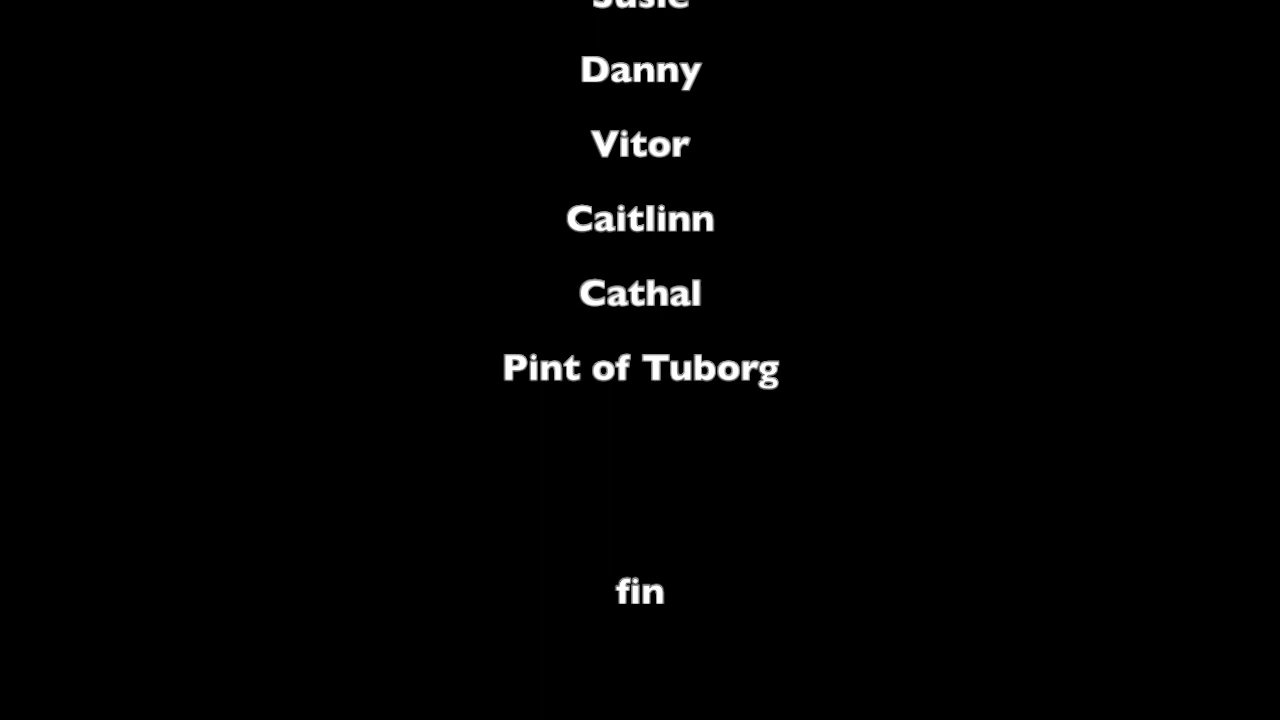 Susie
Danny
Vitor
Caitlinn
Cathal
Pint of Tuborg
fin